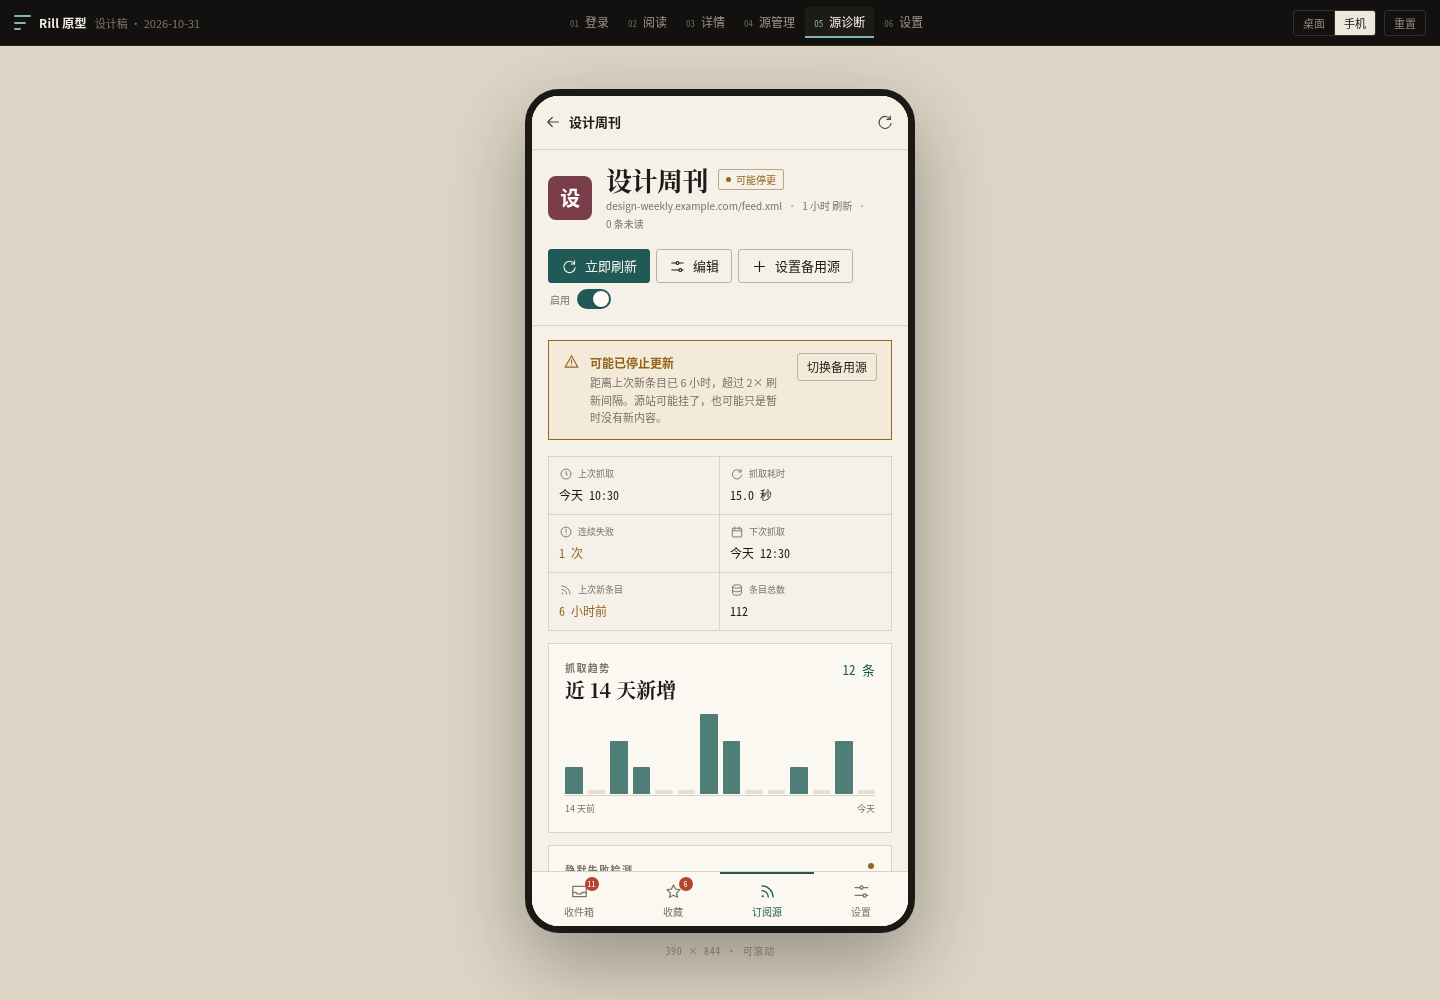 Rill 原型 设计稿 · 2026-10-31
01 登录 02 阅读 03 详情 04 源管理 05 源诊断 06 设置
桌面 手机 重置
设计周刊
设
设计周刊 可能停更
design-weekly.example.com/feed.xml · 1 小时 刷新 ·
0 条未读
立即刷新 编辑 设置备用源
启用
可能已停止更新
切换备用源
距离上次新条目已 6 小时，超过 2× 刷
新间隔。源站可能挂了，也可能只是暂
时没有新内容。
上次抓取 抓取耗时
今天 10:30 15.0 秒
连续失败 下次抓取
1 次 今天 12:30
上次新条目 条目总数
6 小时前 112
抓取趋势
12 条
近 14 天新增
14 天前 今天
静默失败检测
11 6
收件箱 收藏 订阅源 设置
390 × 844 · 可滚动